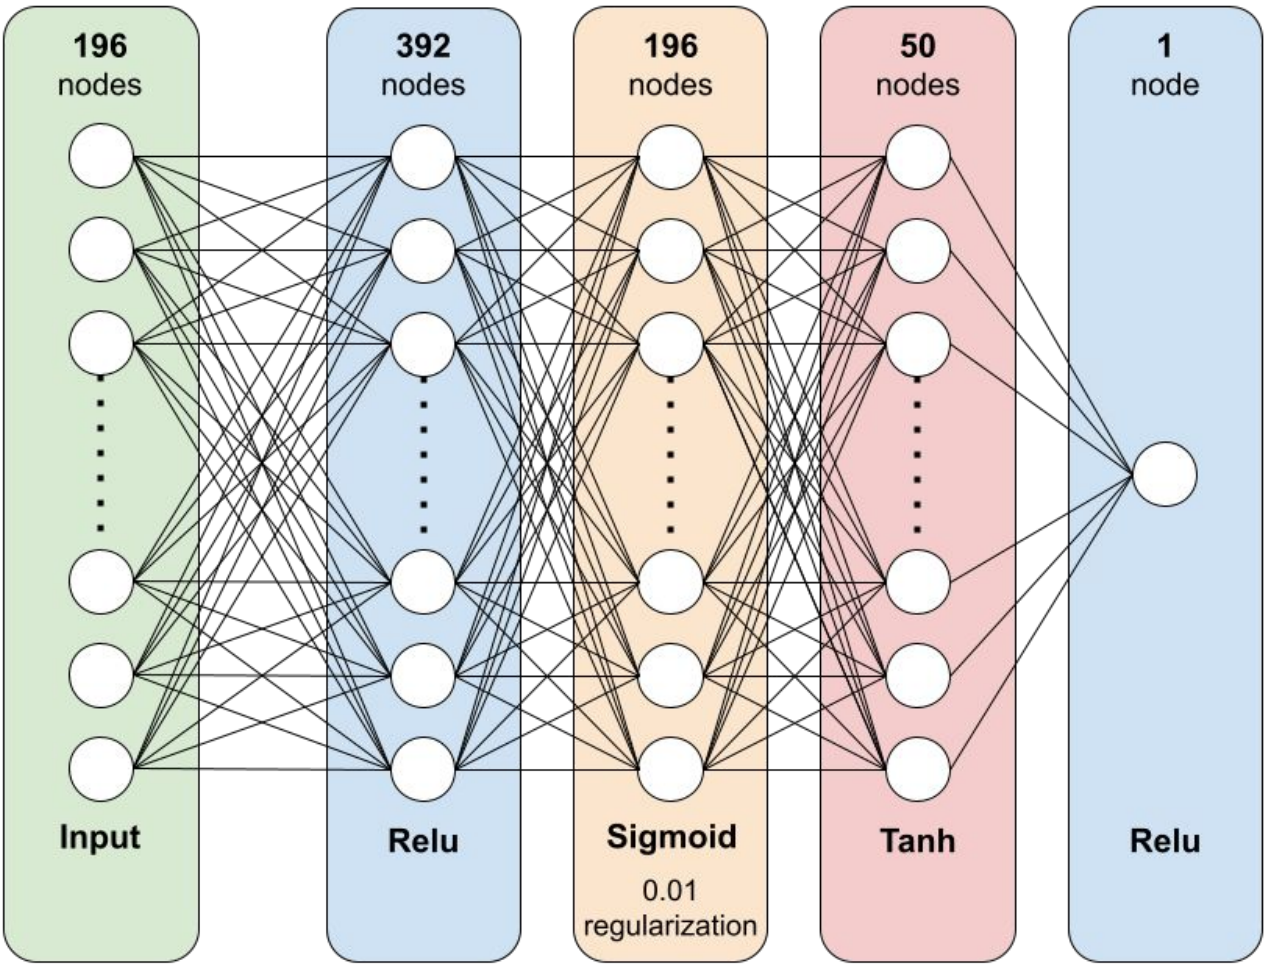 196
nodes
392
nodes
196
nodes
50
nodes
1
node
Input
Relu
Sigmoid
0.01
regularization
Tanh
Relu